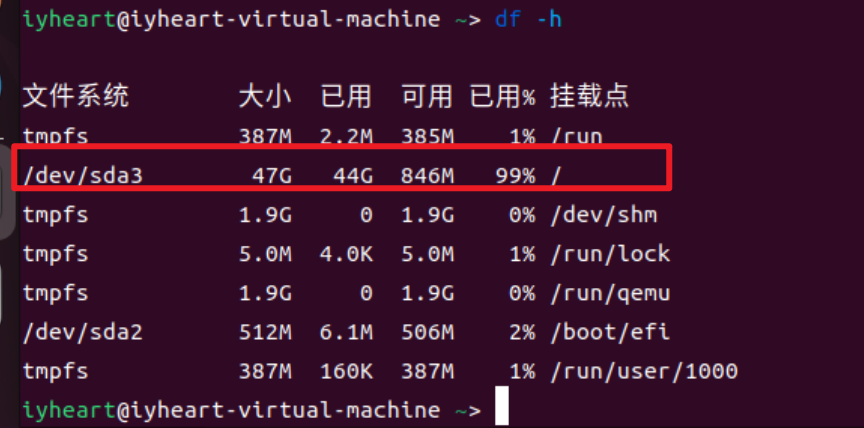 iyheart@iyheart-virtual-machine ~> df -h
文件系统 大小 已用 可用 已用% 挂载点
tmpfs 387M 2.2M 385M 1% /run
/dev/sda3 47G 44G 846M 99% /
tmpfs 1.9G 0 1.9G 0% /dev/shm
tmpfs 5.0M 4.0K 5.0M 1% /run/lock
tmpfs 1.9G 0 1.9G 0% /run/qemu
/dev/sda2 512M 6.1M 506M 2% /boot/efi
tmpfs 387M 160K 387M 1% /run/user/1000
iyheart@iyheart-virtual-machine ~>